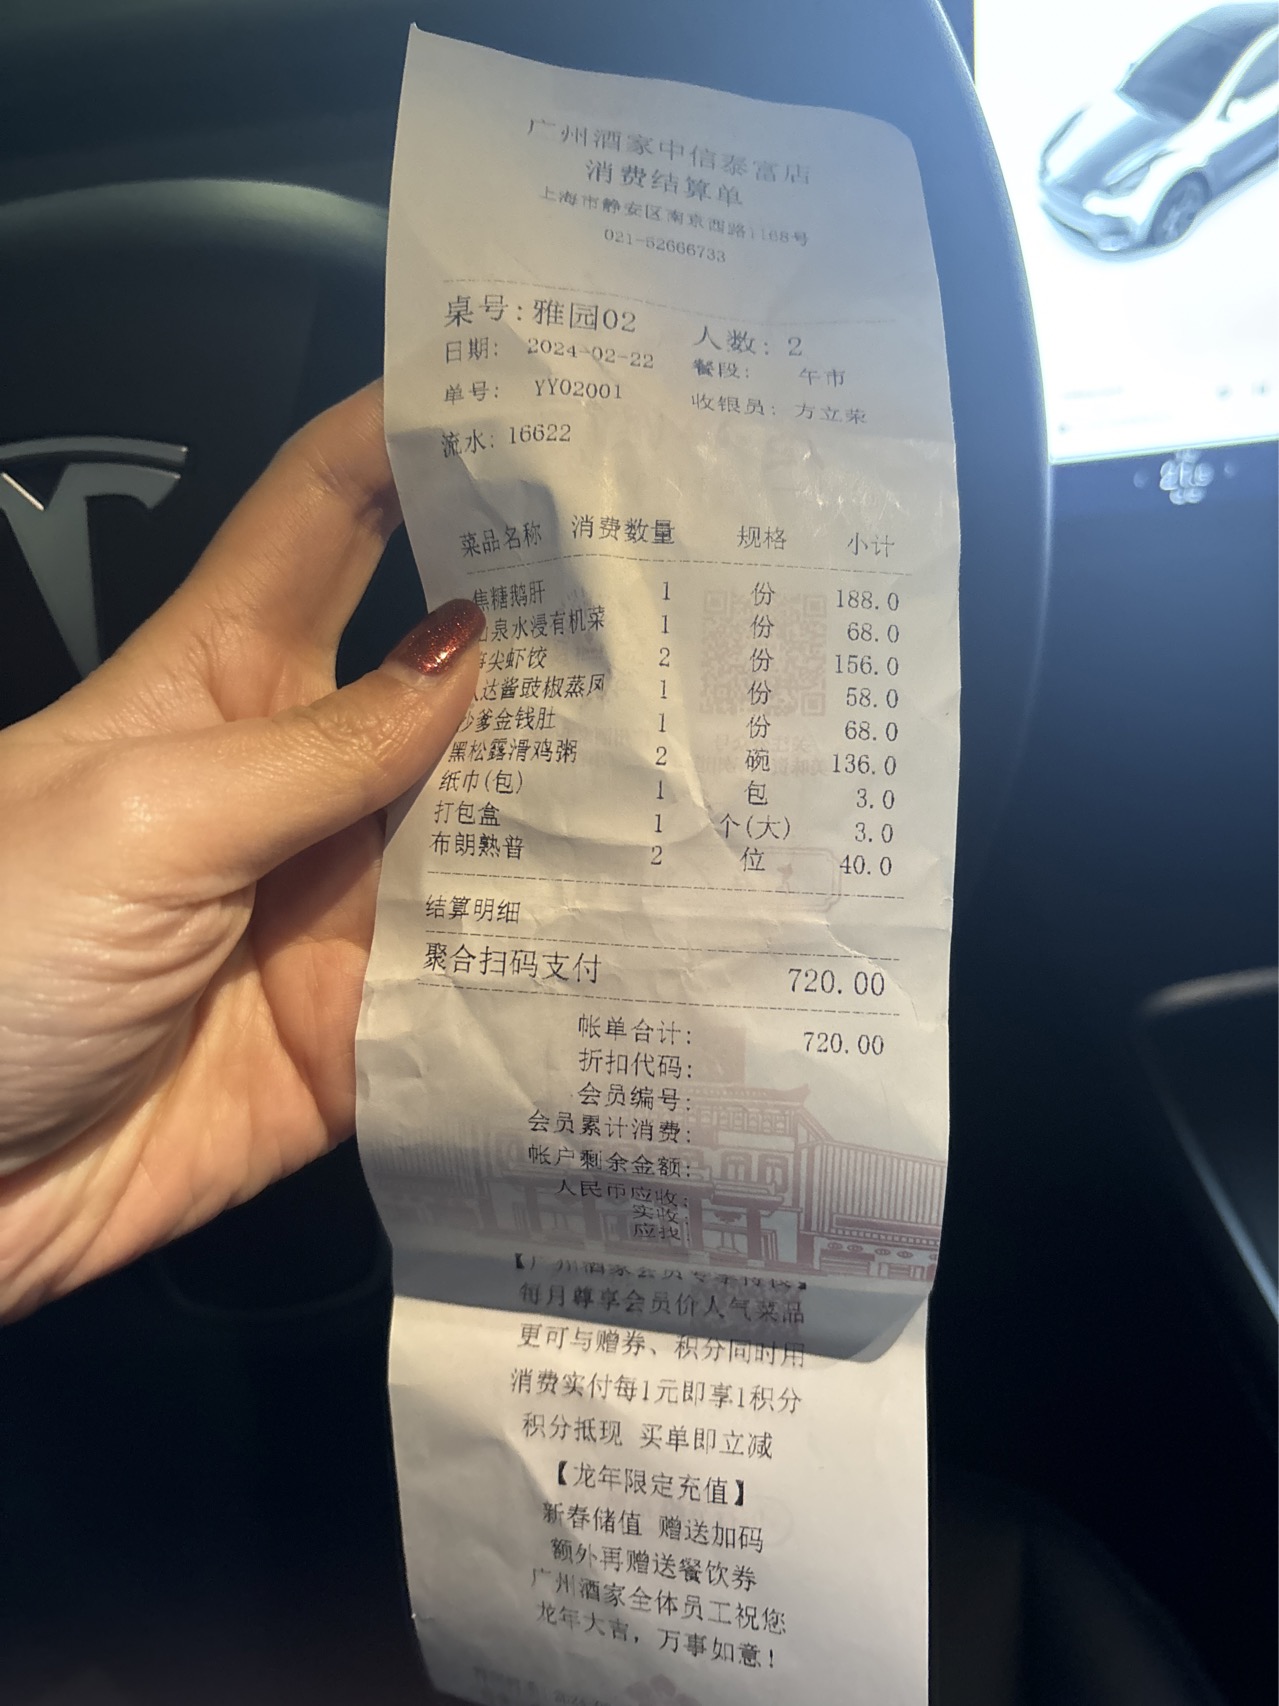 广州酒家中信泰富店
消费结算单
上海市静安区南京西路1168号
021-52666733
桌号:雅园02 人数: 2
日期: 2024-02-22 餐段: 午市
单号: YY02001 收银员: 方立荣
流水: 16622
菜品名称 消费数量 规格 小计
焦糖鹅肝 1 份 188.0
泉水浸有机菜 1 份 68.0
尖虾饺 2 份 156.0
达酱豉椒蒸凤 1 份 58.0
沙爹金钱肚 1 份 68.0
黑松露滑鸡粥 2 碗 136.0
纸巾(包) 1 包 3.0
打包盒 1 个(大) 3.0
布朗熟普 2 位 40.0
结算明细
聚合扫码支付 720.00
帐单合计: 720.00
折扣代码:
会员编号:
会员累计消费:
帐户剩余金额:
人民币应收:
实收:
应找:
【广州酒家会员专享特权】
每月尊享会员价人气菜品
更可与赠券、积分同时用
消费实付每1元即享1积分
积分抵现 买单即立减
【龙年限定充值】
新春储值 赠送加码
额外再赠送餐饮券
广州酒家全体员工祝您
龙年大吉，万事如意！